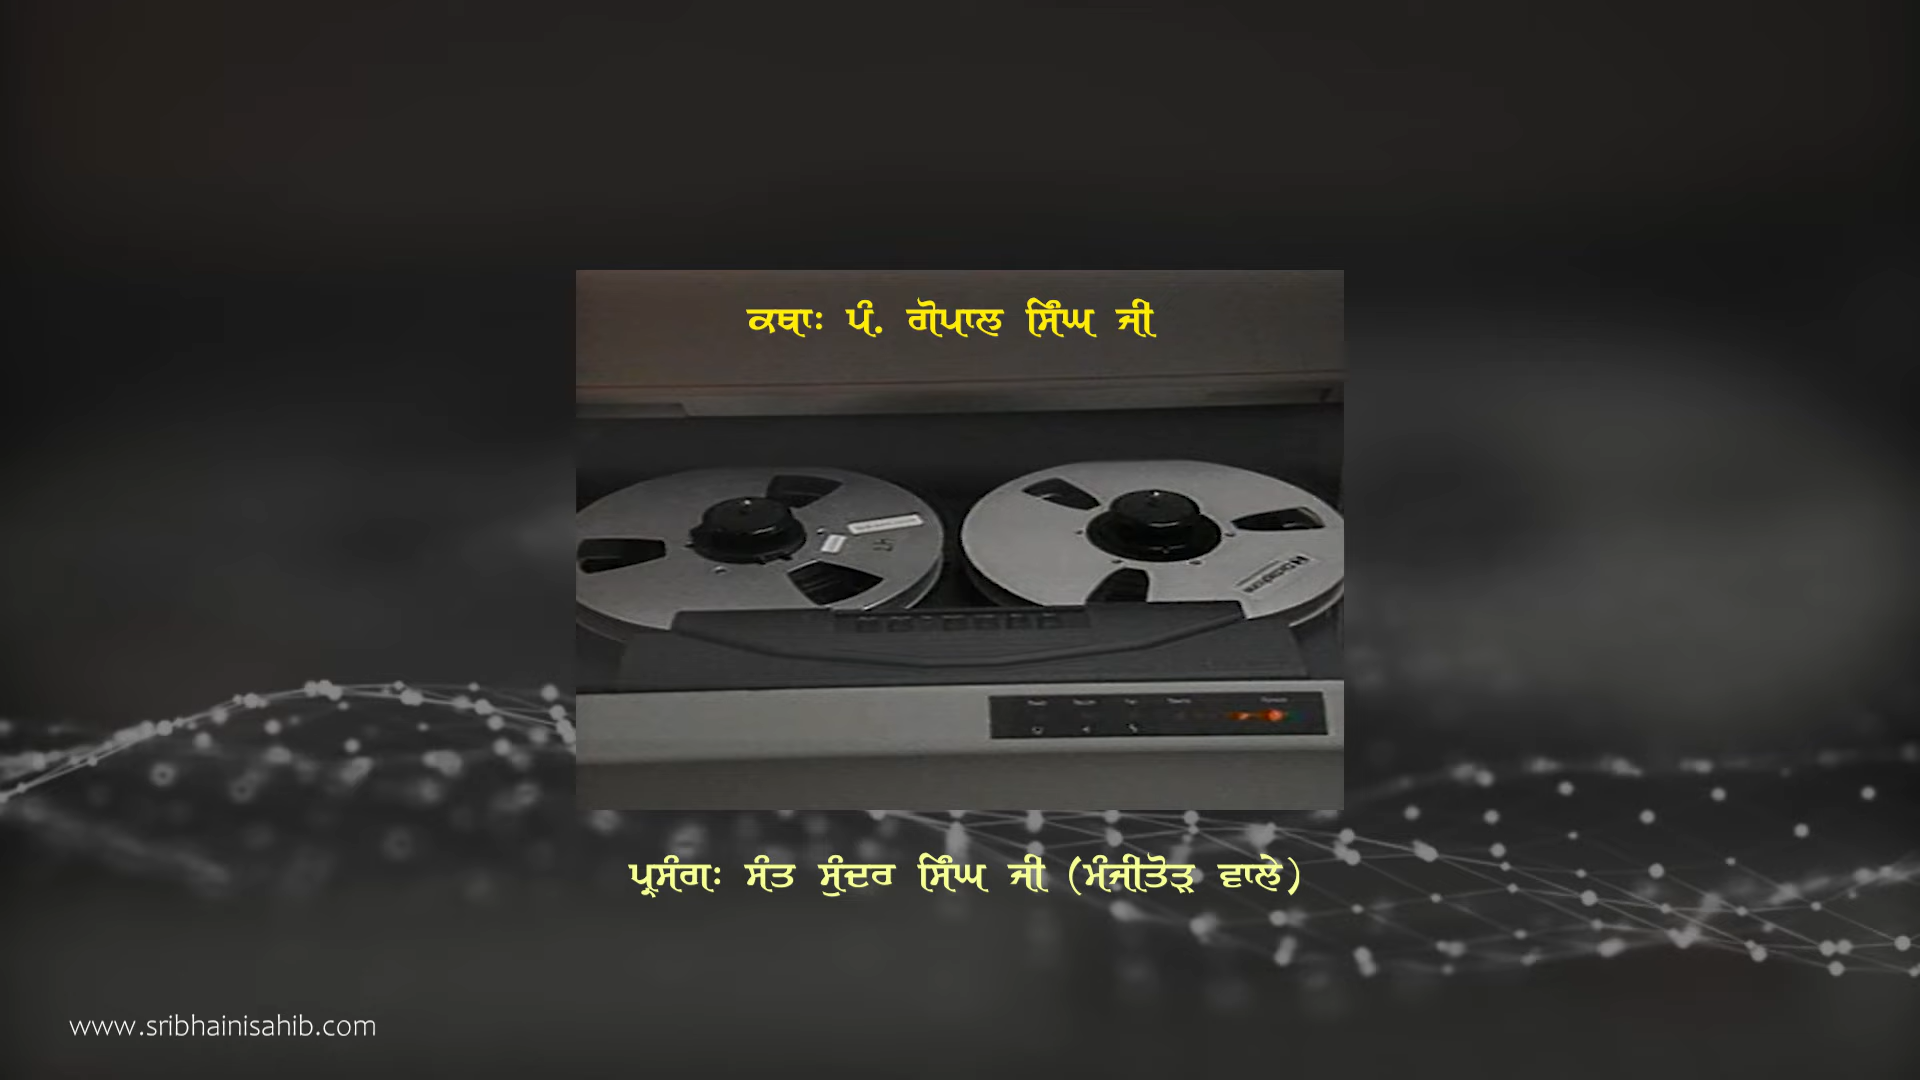 ਕਥਾਃ ਪੰ. ਗੋਪਾਲ ਸਿੰਘ ਜੀ
ਪ੍ਰਸੰਗਃ ਸੰਤ ਸੁੰਦਰ ਸਿੰਘ ਜੀ (ਮੰਜੀਤੋੜ ਵਾਲੇ)
www.sribhainisahib.com